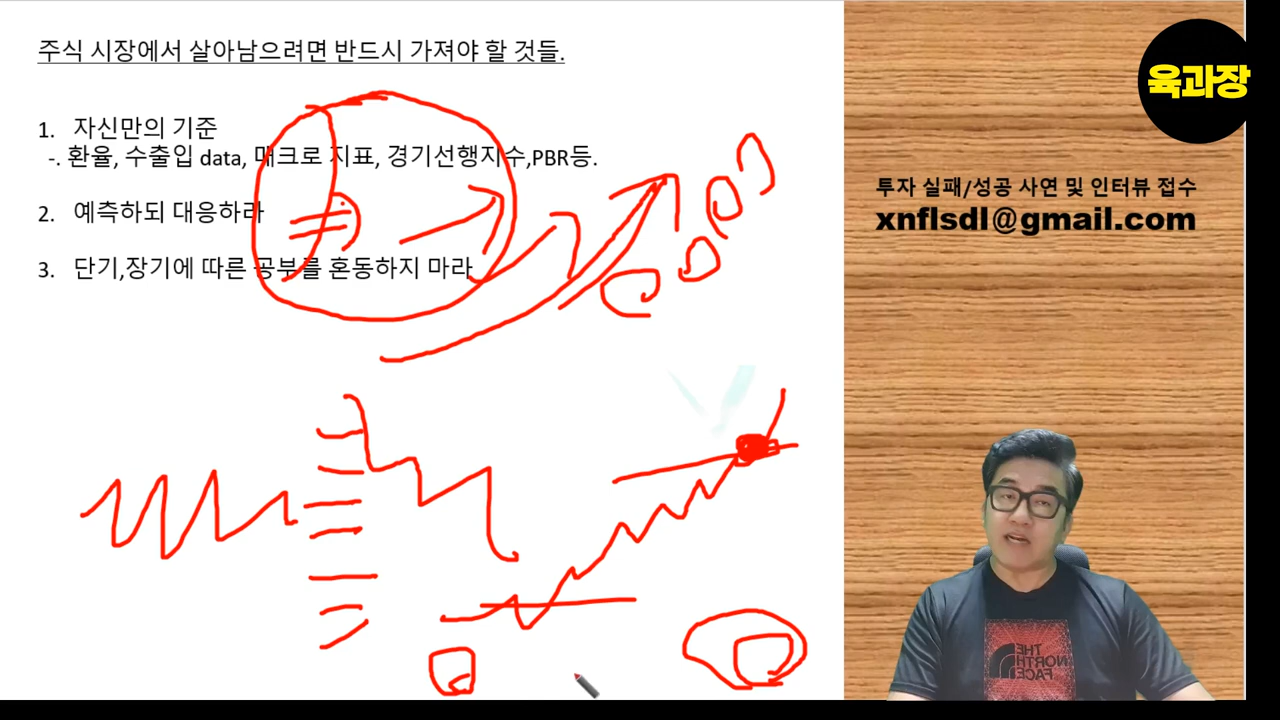 주식 시장에서 살아남으려면 반드시 가져야 할 것들.
1. 자신만의 기준
-. 환율, 수출입 data, 매크로 지표, 경기선행지수,PBR등.
2. 예측하되 대응하라
3. 단기,장기에 따른 공부를 혼동하지 마라
육과장
투자 실패/성공 사연 및 인터뷰 접수
xnflsdl@gmail.com
THE
NORTH
FACE